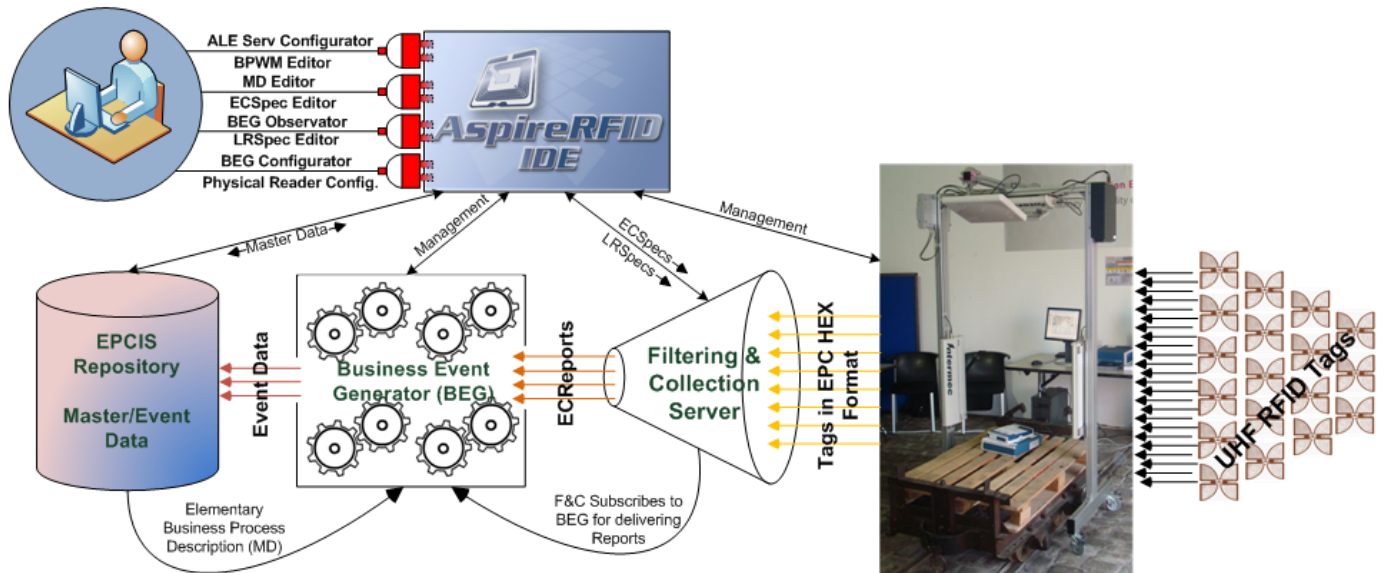 ALE Serv Configurator
BPWM Editor
MD Editor
ECSpec Editor
BEG Observator
LRSpec Editor
BEG Configurator
Physical Reader Config.
AspireRFID
IDE
Master Data
Management
ECSpecs
LRSpecs
Management
EPCIS
Repository
Master/Event
Data
Event Data
Business Event
Generator (BEG)
ECReports
Filtering &
Collection
Server
Tags in EPC HEX
Format
Intermec
UHF RFID Tags
Elementary
Business Process
Description (MD)
F&C Subscribes to
BEG for delivering
Reports